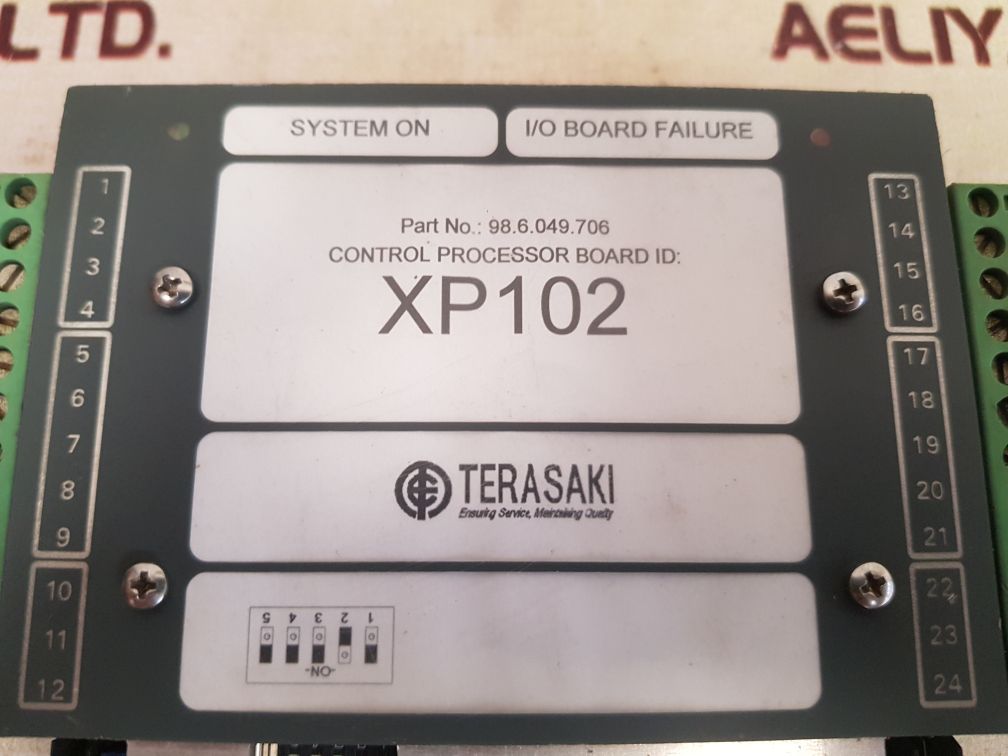 LTD.
AELIY
SYSTEM ON
I/O BOARD FAILURE
Part No.: 98.6.049.706
CONTROL PROCESSOR BOARD ID:
XP102
TERASAKI
Ensuring Service, Maintaining Quality
5 4 3 2 1
-ON-
1
2
3
4
5
6
7
8
9
10
11
12
13
14
15
16
17
18
19
20
21
22
23
24